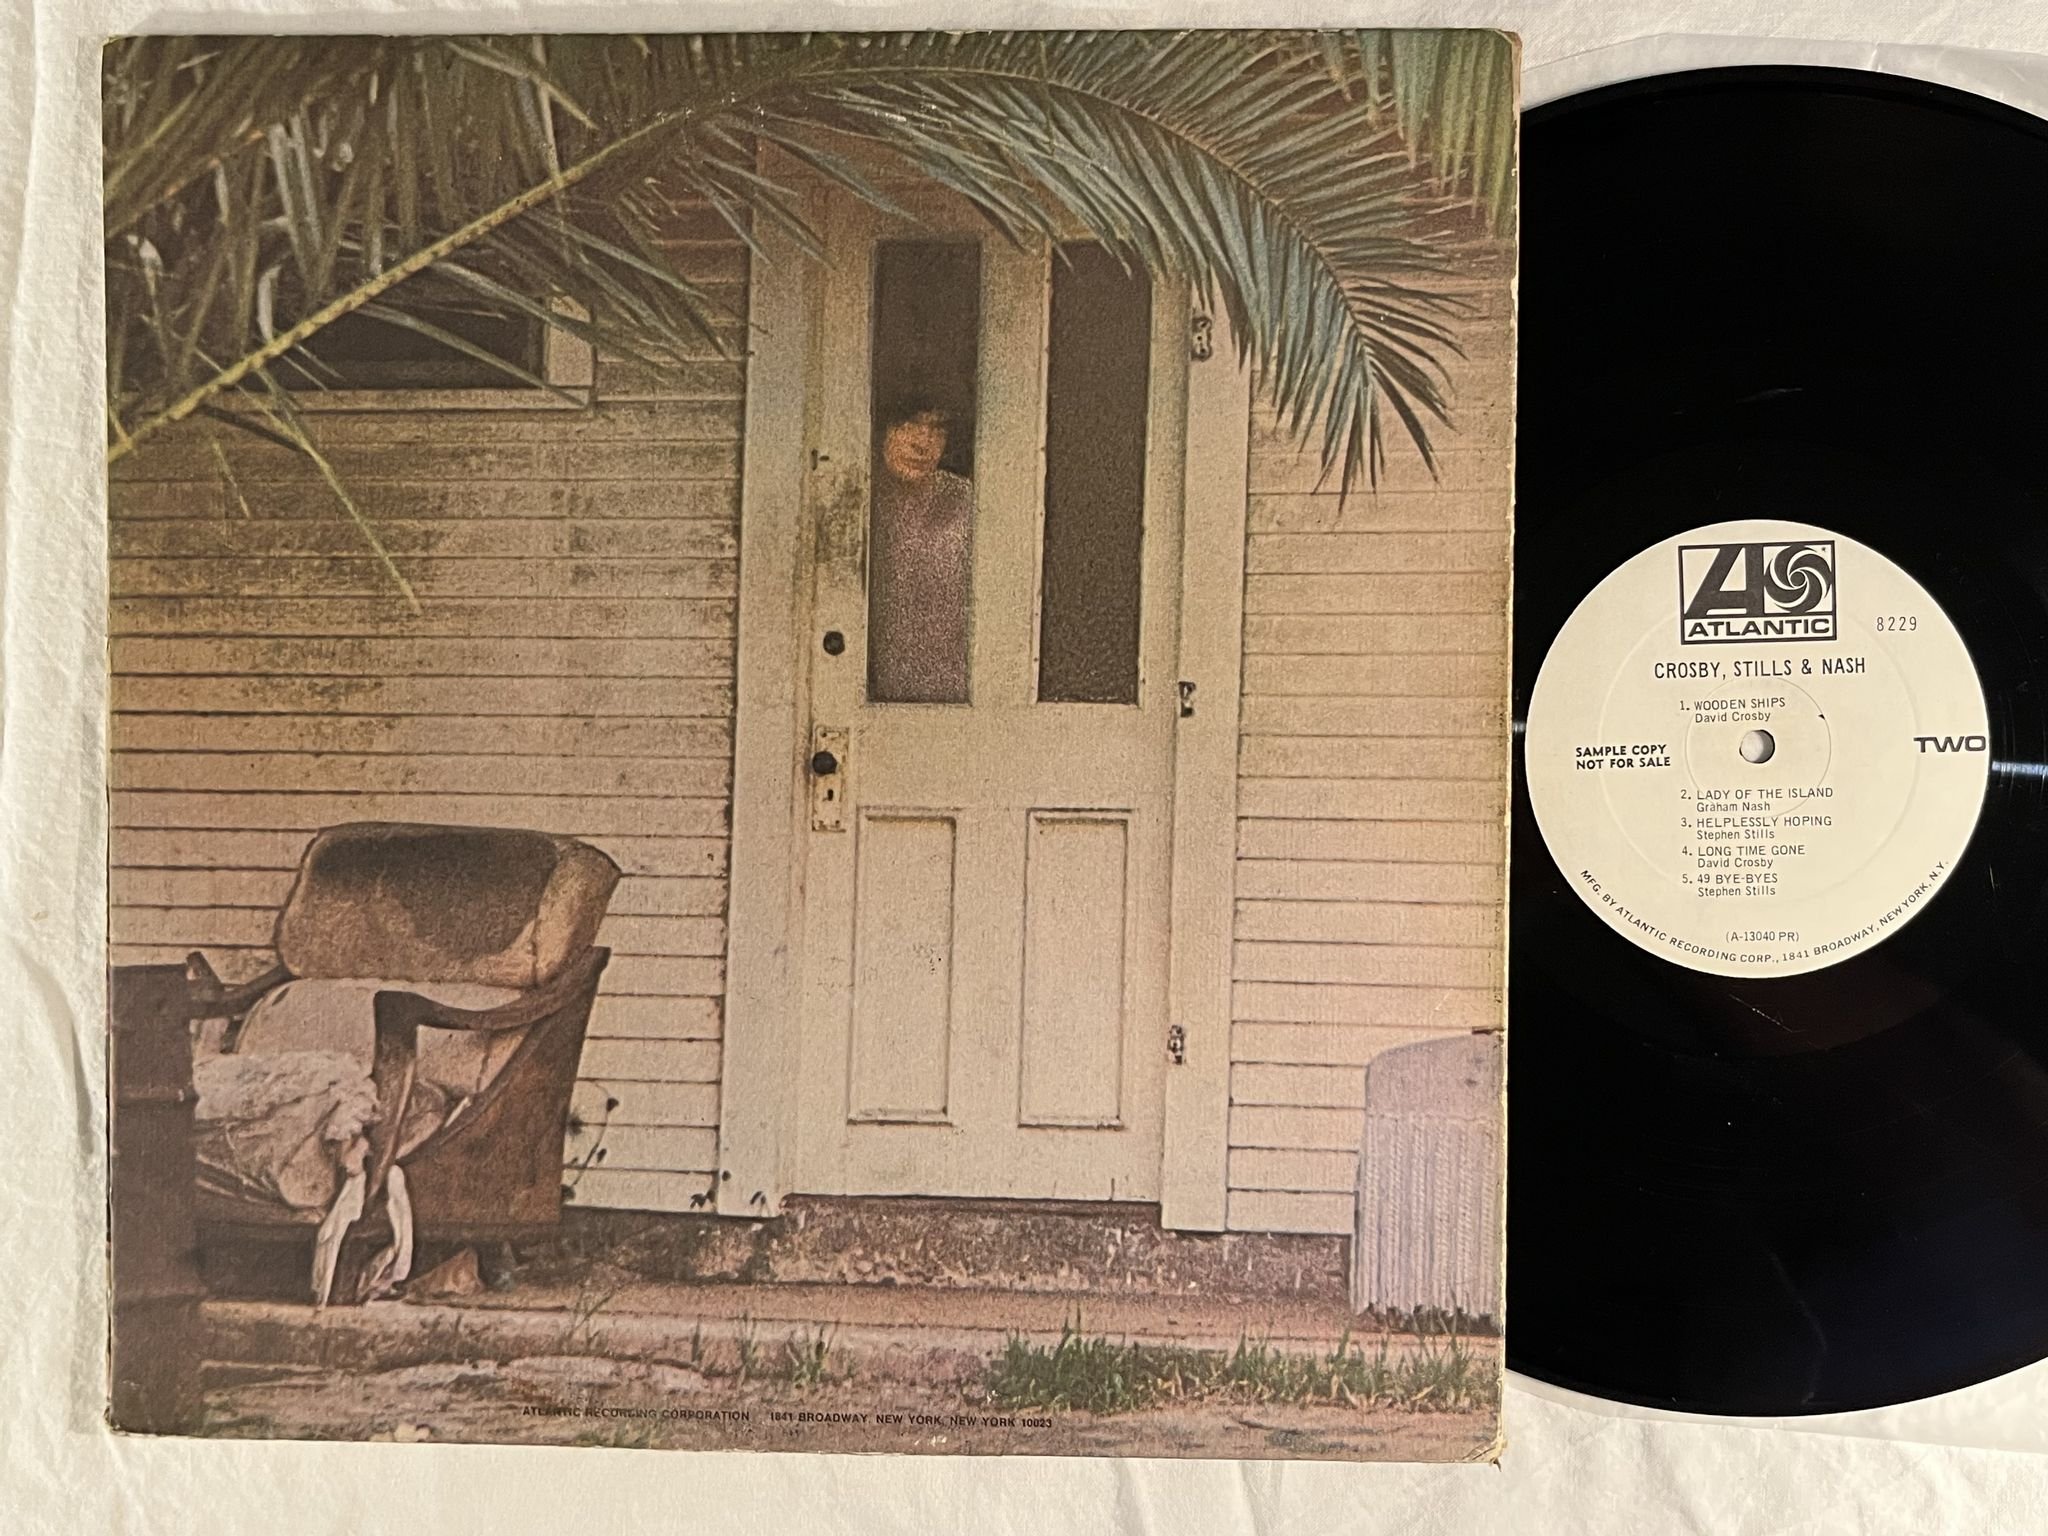 ATLANTIC RECORDING CORPORATION 1841 BROADWAY, NEW YORK, NEW YORK 10023
ATLANTIC
8229
CROSBY, STILLS & NASH
1. WOODEN SHIPS
David Crosby
SAMPLE COPY
NOT FOR SALE
TWO
2. LADY OF THE ISLAND
Graham Nash
3. HELPLESSLY HOPING
Stephen Stills
4. LONG TIME GONE
David Crosby
5. 49 BYE-BYES
Stephen Stills
(A-13040 PR)
MFG. BY ATLANTIC RECORDING CORP., 1841 BROADWAY, NEW YORK, N.Y.